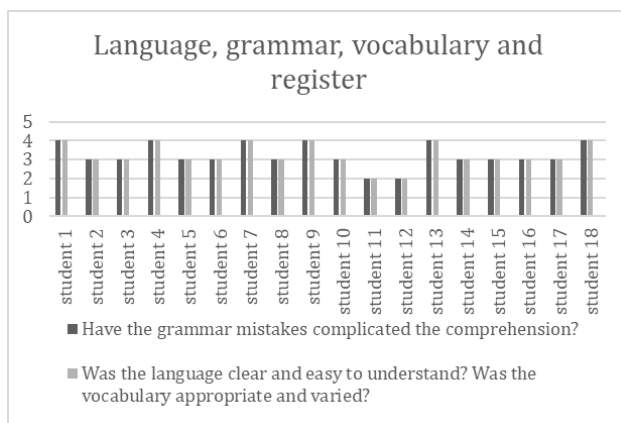 Language, grammar, vocabulary and
register
5
4
3
2
1
0
student 1
student 2
student 3
student 4
student 5
student 6
student 7
student 8
student 9
student 10
student 11
student 12
student 13
student 14
student 15
student 16
student 17
student 18
Have the grammar mistakes complicated the comprehension?
Was the language clear and easy to understand? Was the
vocabulary appropriate and varied?